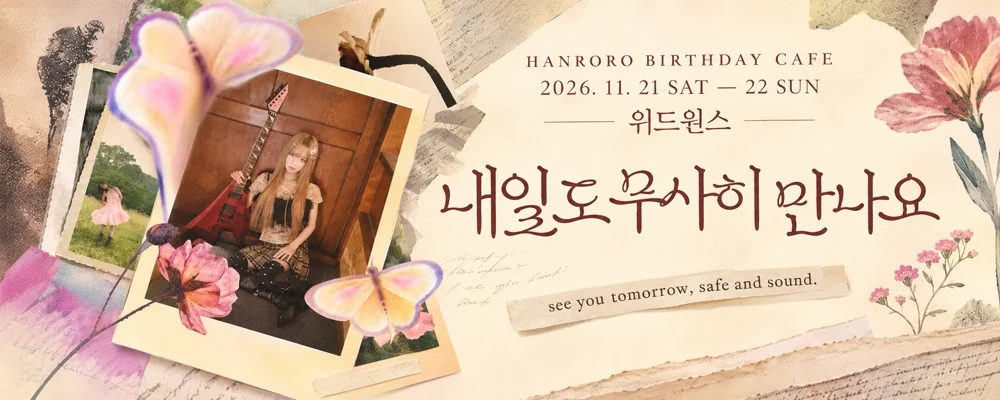 HANRORO BIRTHDAY CAFE
2026. 11. 21 SAT — 22 SUN
위드원스
내일도 무사히 만나요
see you tomorrow, safe and sound.